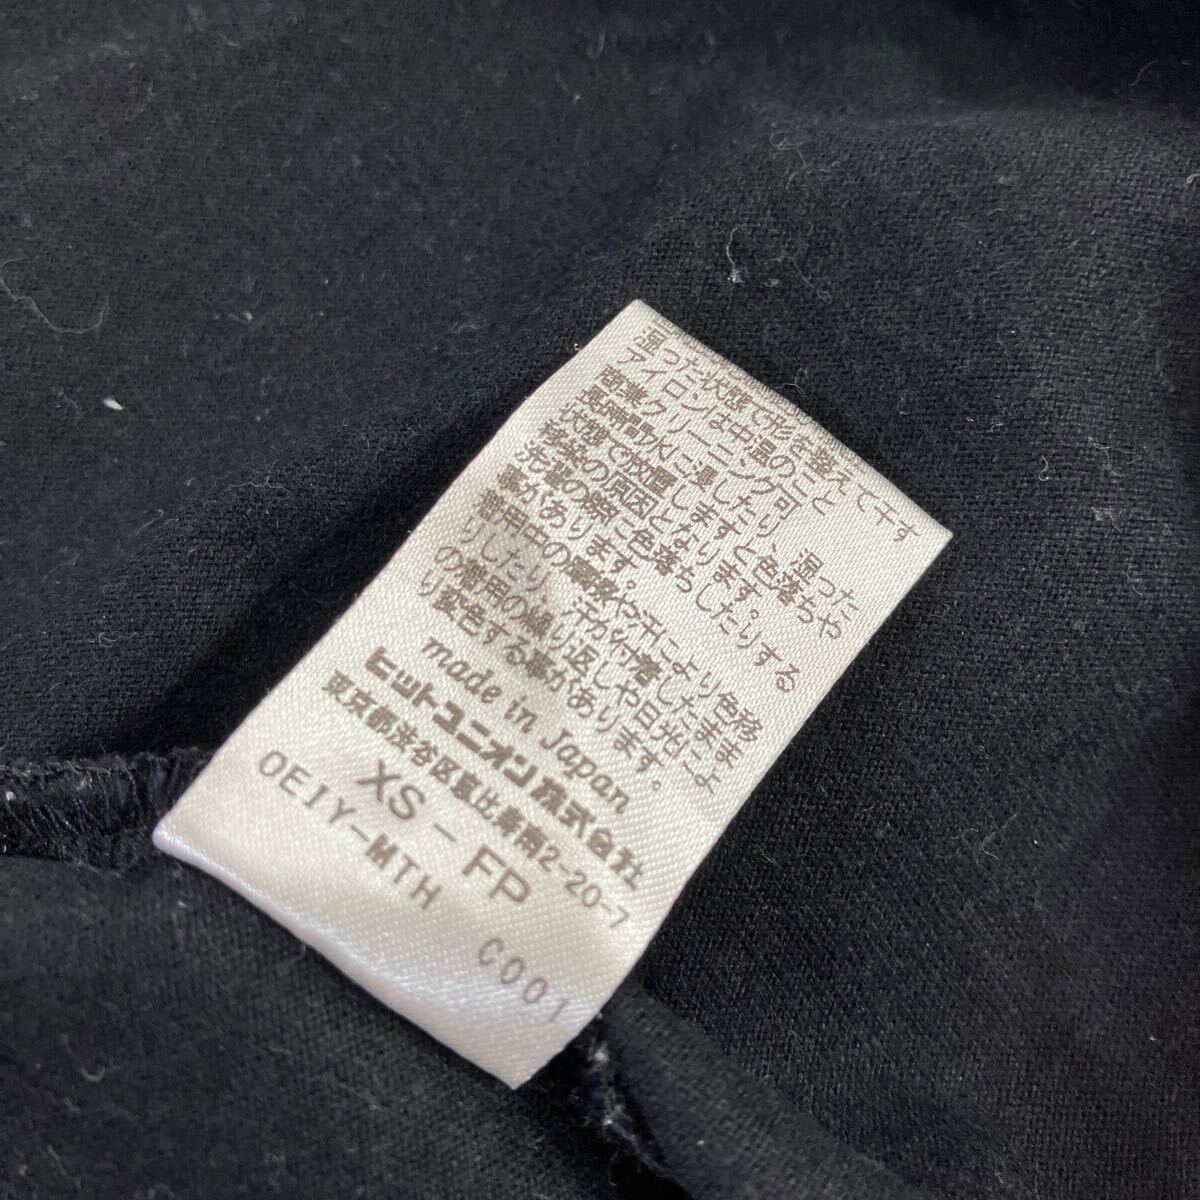 湿った状態で形を整えて干す
アイロンは中温のこと
商業クリーニング可
長時間水に浸したり、湿った
状態で放置しますと色落ちや
移染の原因となります。
洗濯の際に色落ちしたりする
事があります。
着用中の摩擦や汗により色移
りしたり、汗が付着したまま
の着用の繰り返しや日光によ
り変色する事があります。
made in Japan
ヒットユニオン株式会社
東京都渋谷区恵比寿南2-20-7
XS - FP
OEIY-MTH
C001